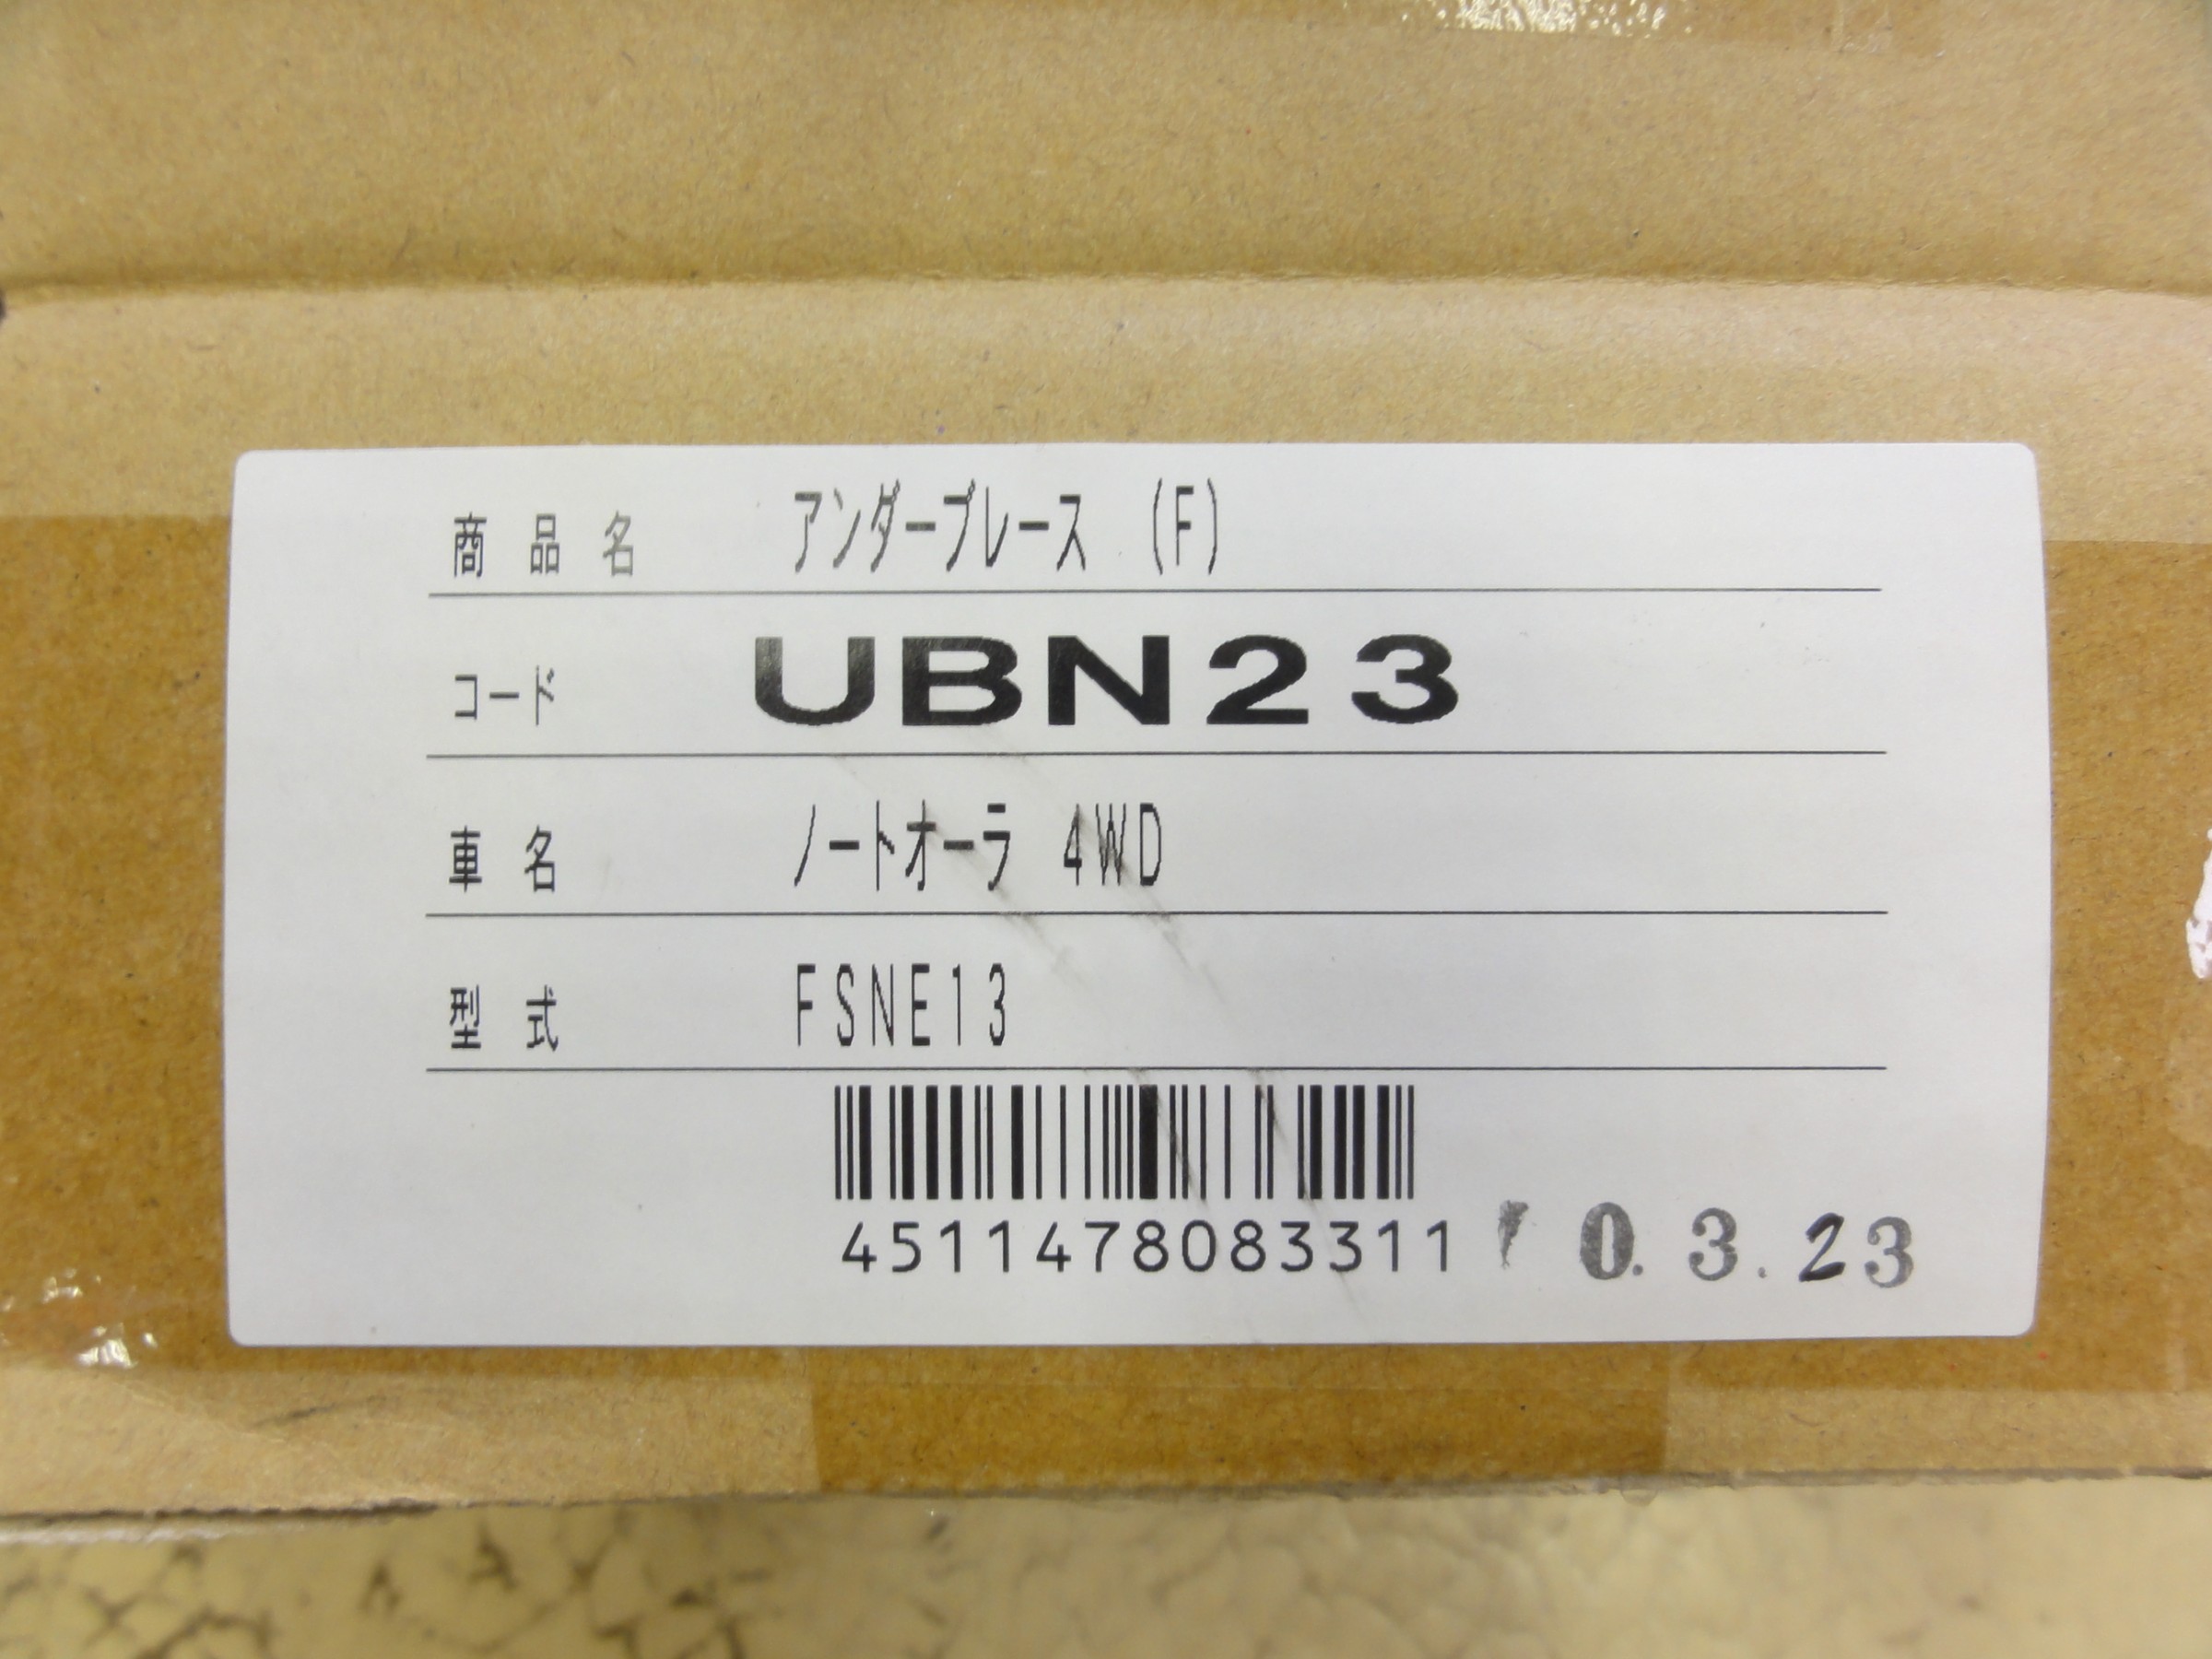 商品名 アンダーブレース (F)
コード UBN23
車名 ノートオーラ 4WD
型式 FSNE13
4511478083311 ' 0. 3. 23